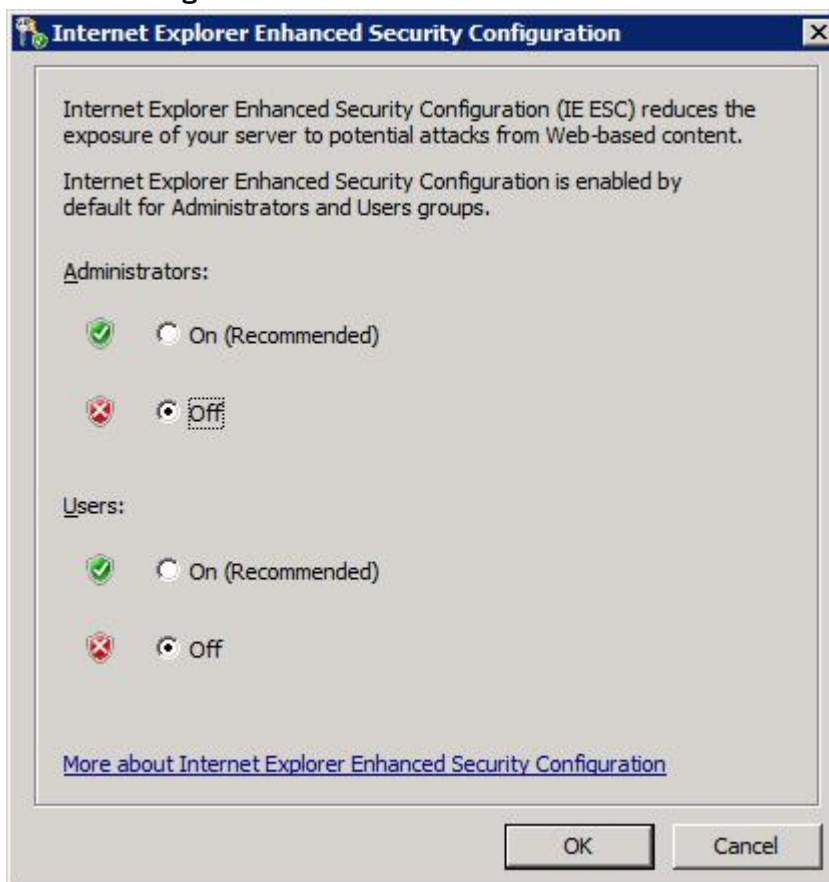 Internet Explorer Enhanced Security Configuration
Internet Explorer Enhanced Security Configuration (IE ESC) reduces the
exposure of your server to potential attacks from Web-based content.
Internet Explorer Enhanced Security Configuration is enabled by
default for Administrators and Users groups.
Administrators:
On (Recommended)
Off
Users:
On (Recommended)
Off
More about Internet Explorer Enhanced Security Configuration
OK
Cancel